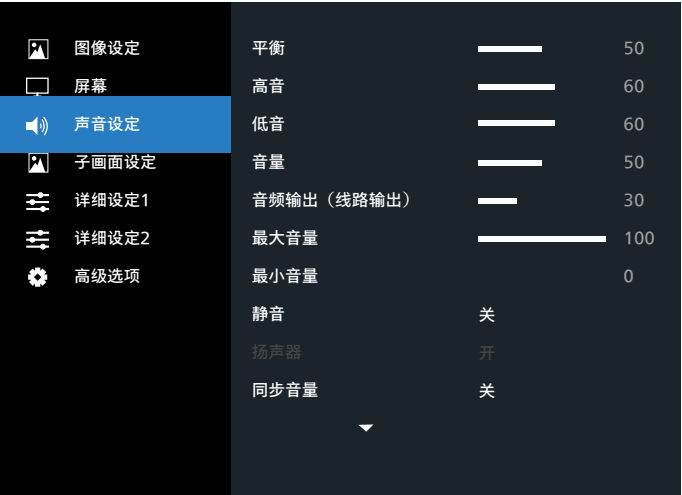 图像设定
屏幕
声音设定
子画面设定
详细设定1
详细设定2
高级选项
平衡 50
高音 60
低音 60
音量 50
音频输出（线路输出） 30
最大音量 100
最小音量 0
静音 关
扬声器 开
同步音量 关